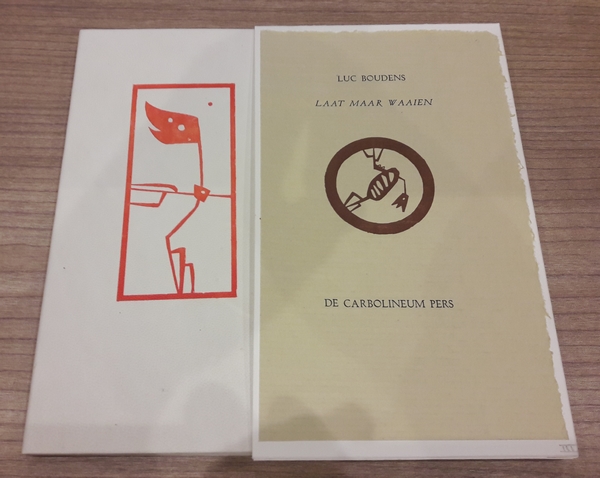 LUC BOUDENS
LAAT MAAR WAAIEN
DE CARBOLINEUM PERS